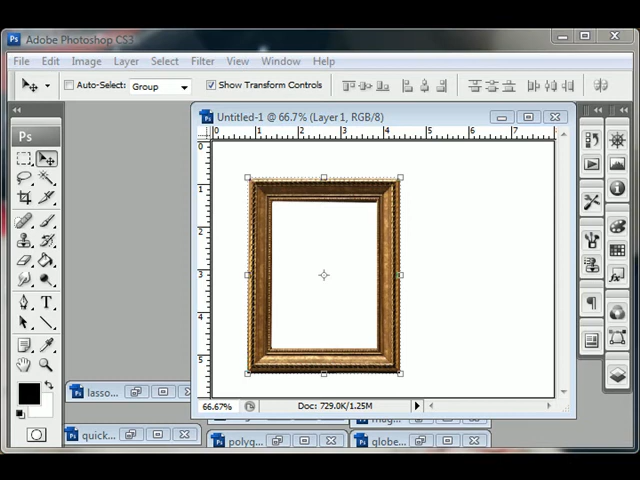 Ps Adobe Photoshop CS3
File Edit Image Layer Select Filter View Window Help
Auto-Select: Group Show Transform Controls
Untitled-1 @ 66.7% (Layer 1, RGB/8)
0 1 2 3 4 5 6 7
Ps
0
1
2
3
4
5
T
66.67% Doc: 729.0K/1.25M
lasso...
quick...
polyg...
globe...